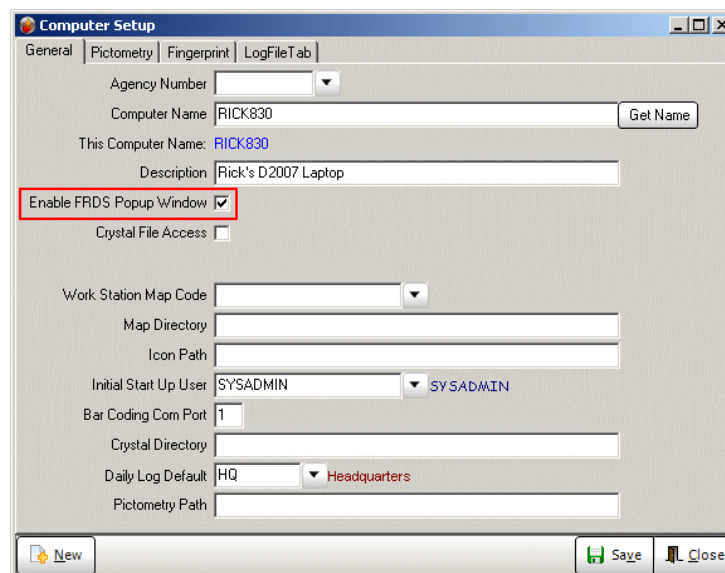 Computer Setup
General Pictometry Fingerprint LogFileTab
Agency Number
Computer Name RICK830 Get Name
This Computer Name: RICK830
Description Rick's D2007 Laptop
Enable FRDS Popup Window
Crystal File Access
Work Station Map Code
Map Directory
Icon Path
Initial Start Up User SYSADMIN SYSADMIN
Bar Coding Com Port 1
Crystal Directory
Daily Log Default HQ Headquarters
Pictometry Path
New Save Close